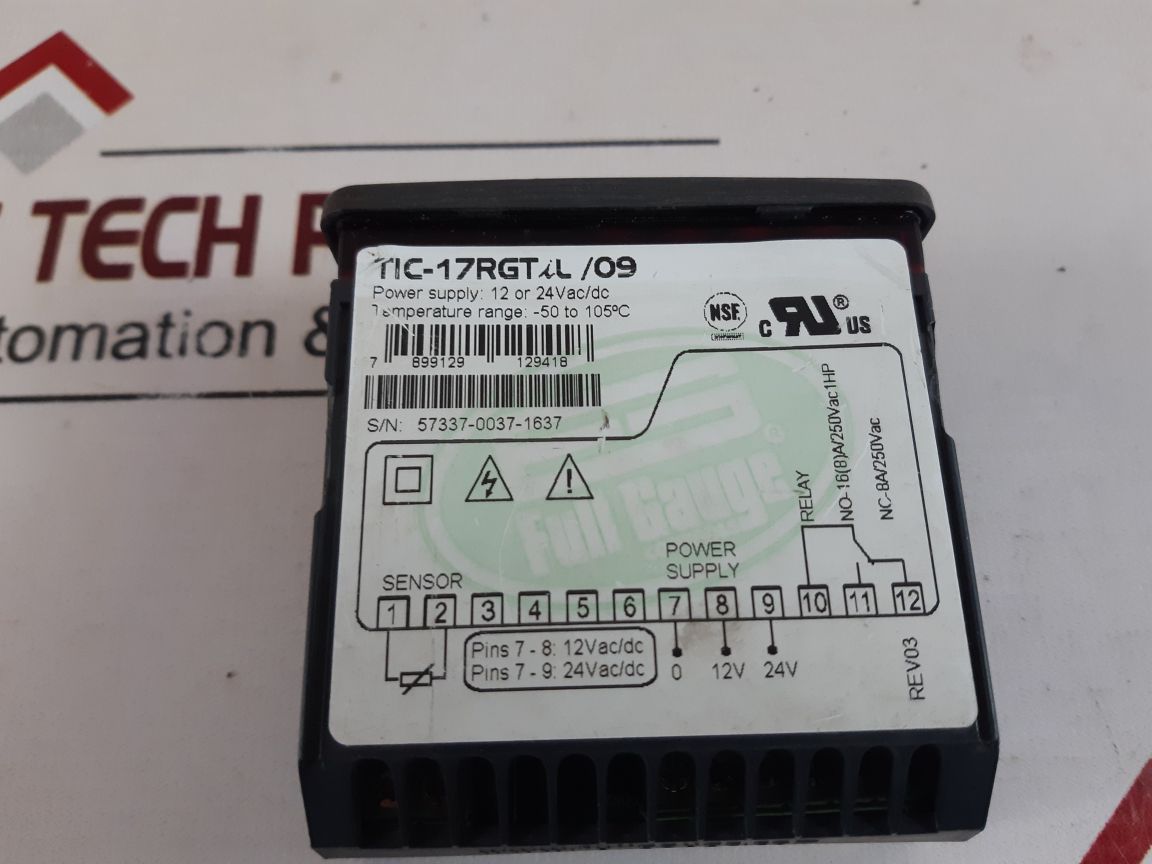 TECH
tomation &
TIC-17RGTiL /09
Power supply: 12 or 24Vac/dc
Temperature range: -50 to 105ºC
NSF
c RU ® US
7 899129 129418
S/N: 57337-0037-1637
Full Gauge ®
RELAY
NO-16(8)A/250Vac1HP
NC-8A/250Vac
SENSOR
POWER
SUPPLY
1 2 3 4 5 6 7 8 9 10 11 12
Pins 7 - 8: 12Vac/dc
Pins 7 - 9: 24Vac/dc
0 12V 24V
REV03